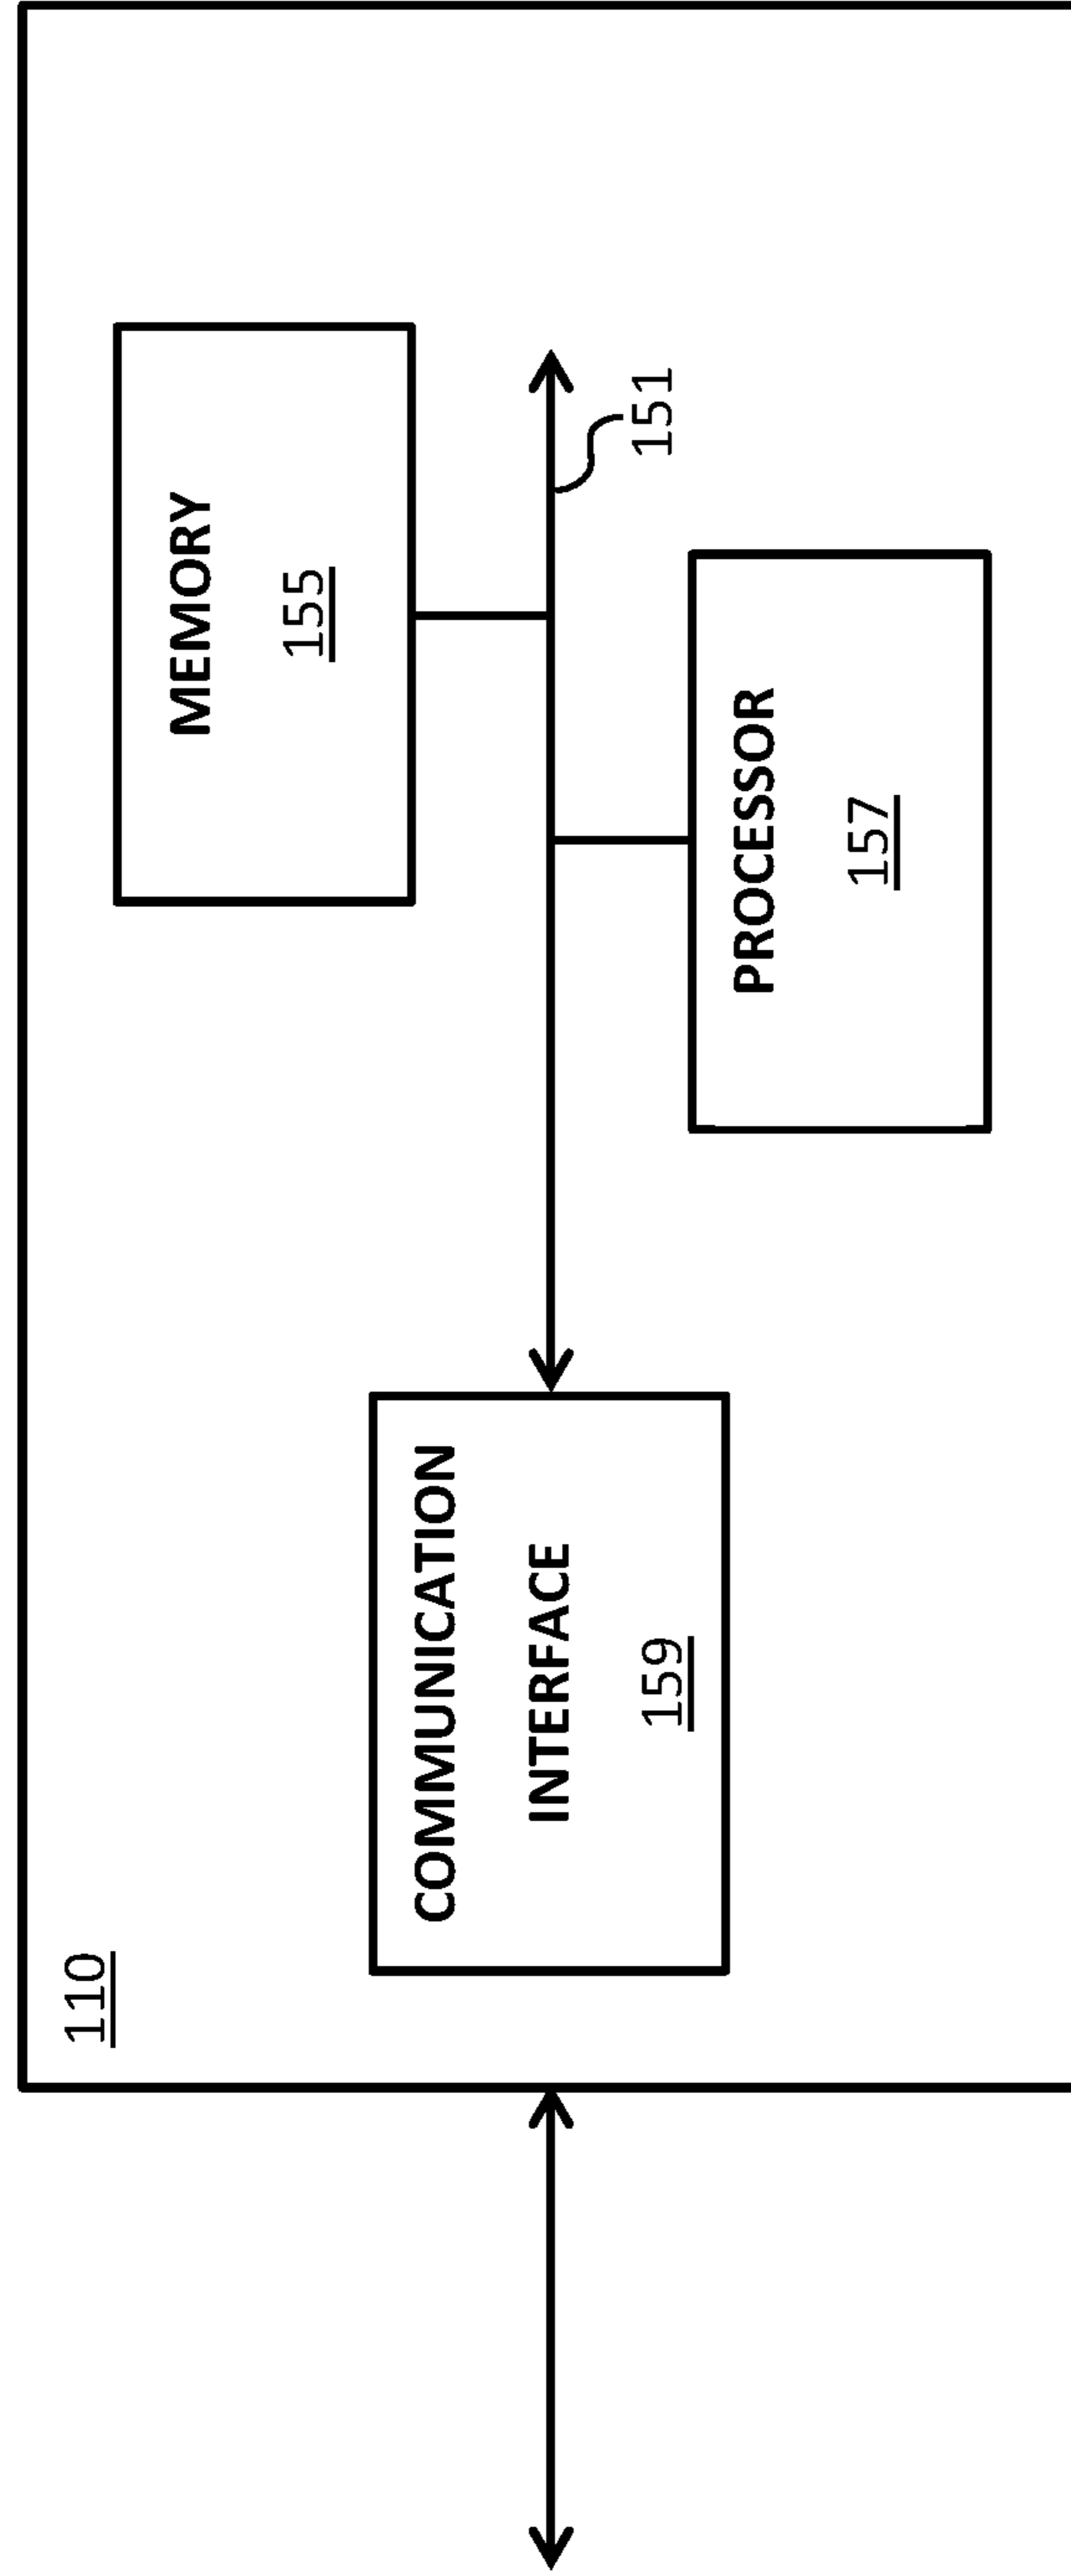 110
COMMUNICATION
INTERFACE
159
MEMORY
155
151
PROCESSOR
157